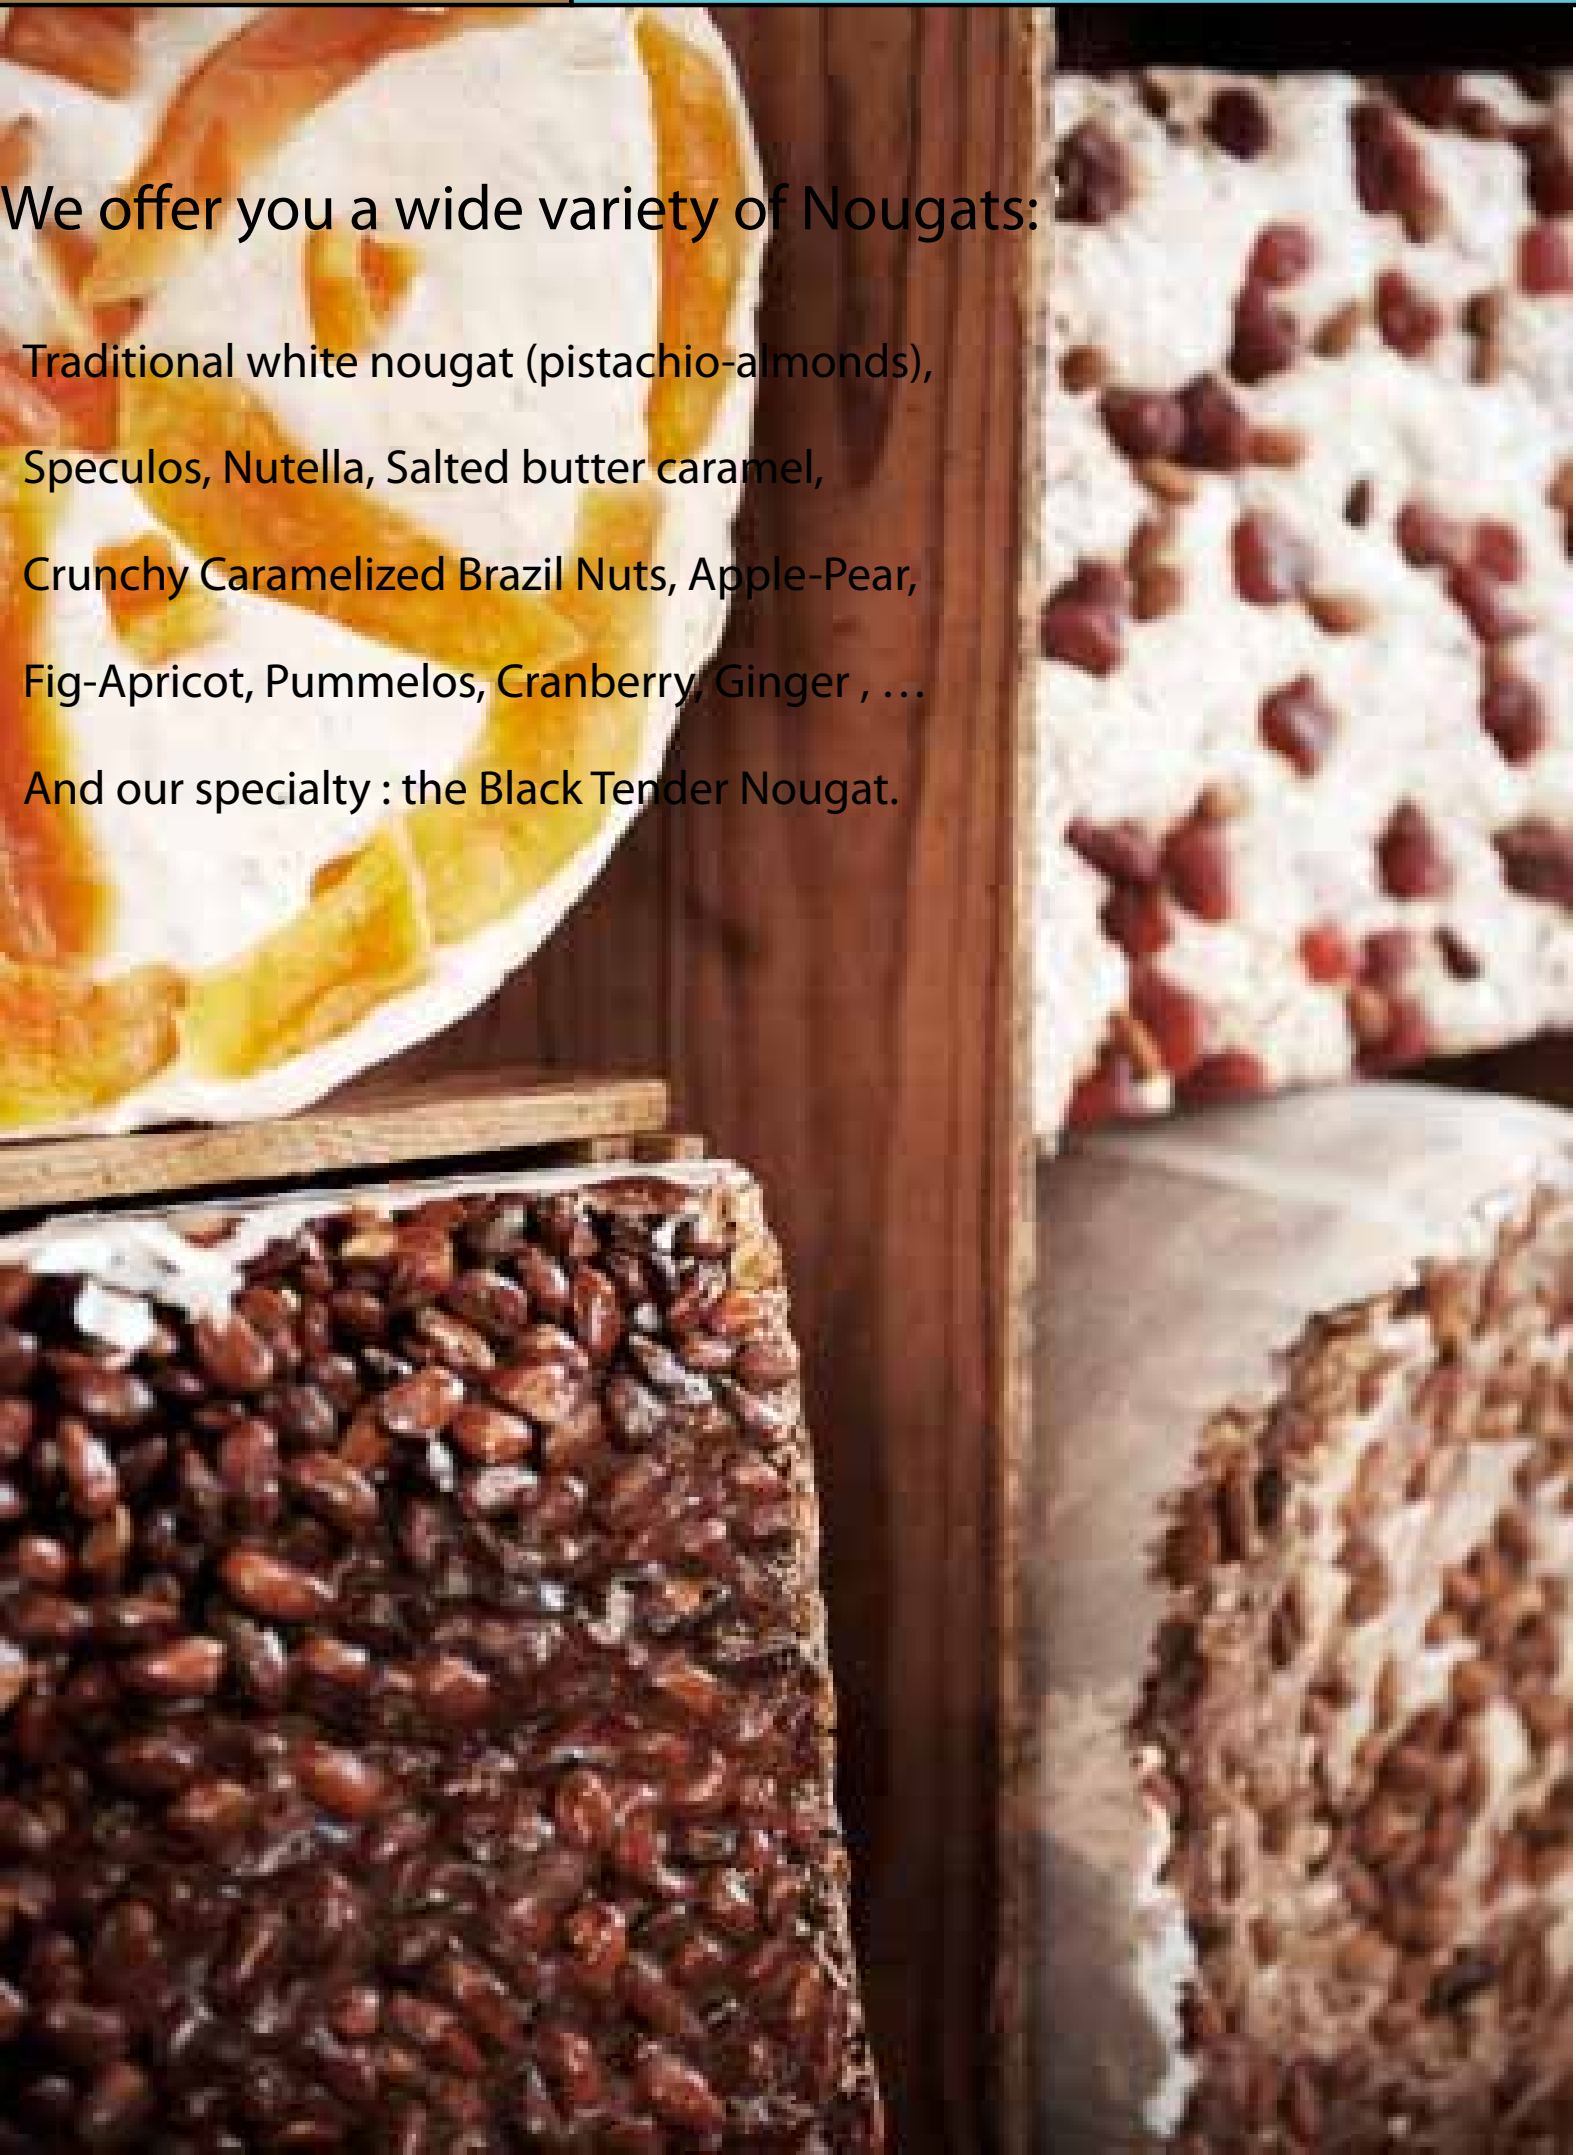 We offer you a wide variety of Nougats:
Traditional white nougat (pistachio-almonds),
Speculos, Nutella, Salted butter caramel,
Crunchy Caramelized Brazil Nuts, Apple-Pear,
Fig-Apricot, Pummelos, Cranberry, Ginger , …
And our specialty : the Black Tender Nougat.